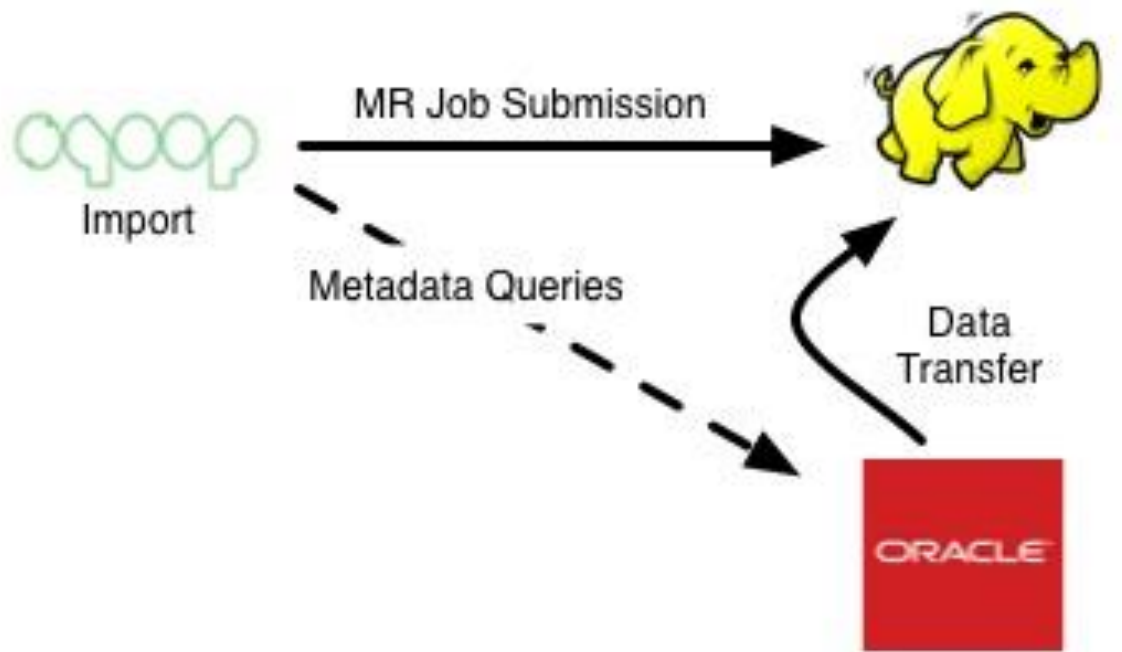 sqoop
MR Job Submission
Import
Metadata Queries
Data
Transfer
ORACLE